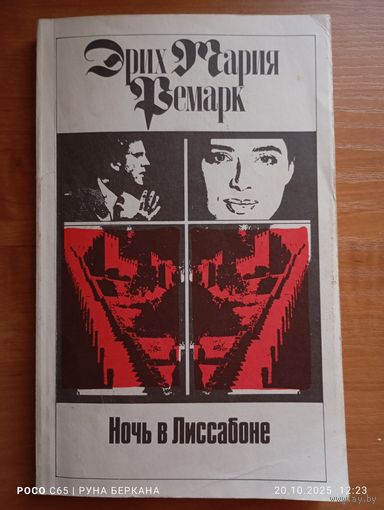 Эрих Мария
Ремарк
Ночь в Лиссабоне
POCO C65 | РУНА БЕРКАНА
20.10.2025 12:23